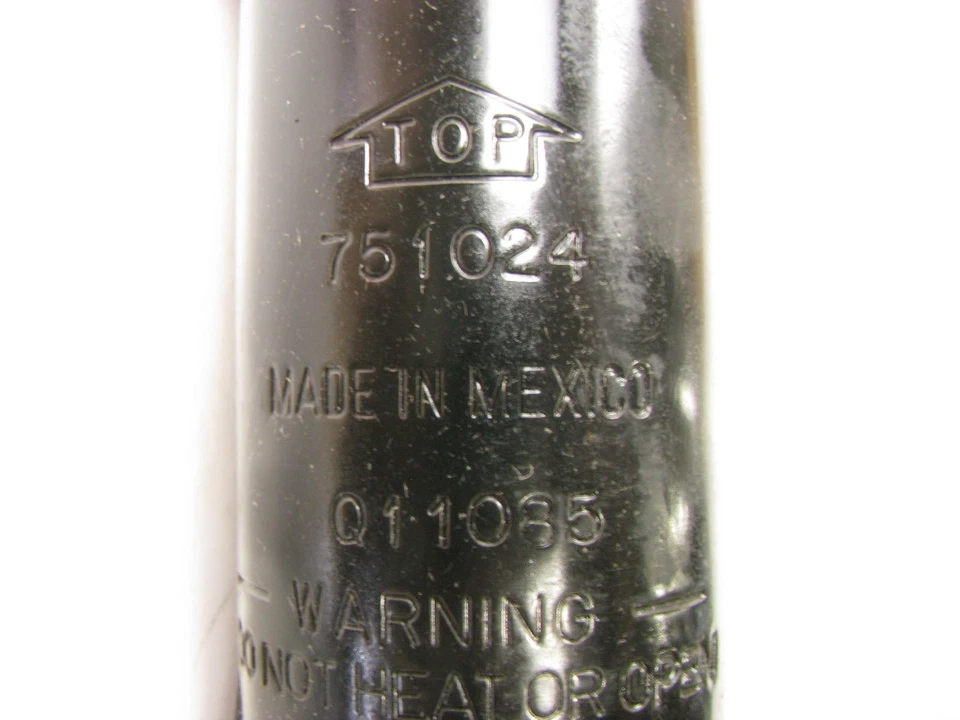 TOP
751024
MADE IN MEXICO
Q11085
— WARNING —
DO NOT HEAT OR OPEN